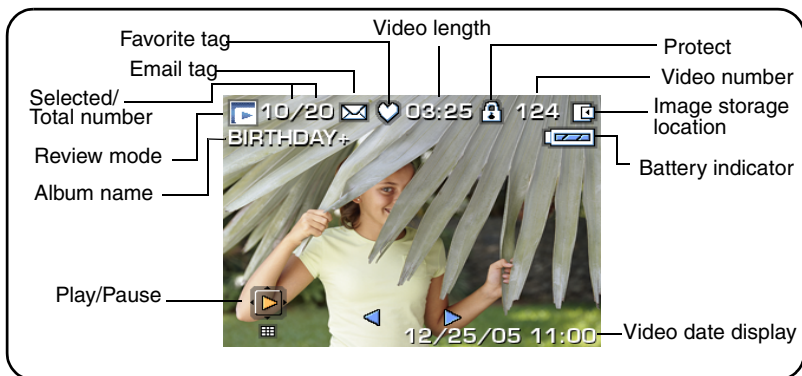 Video length
Favorite tag
Protect
Email tag
Video number
Selected/
Total number
Image storage
location
10/20 03:25 124
BIRTHDAY+
Review mode
Battery indicator
Album name
Play/Pause
12/25/05 11:00
Video date display